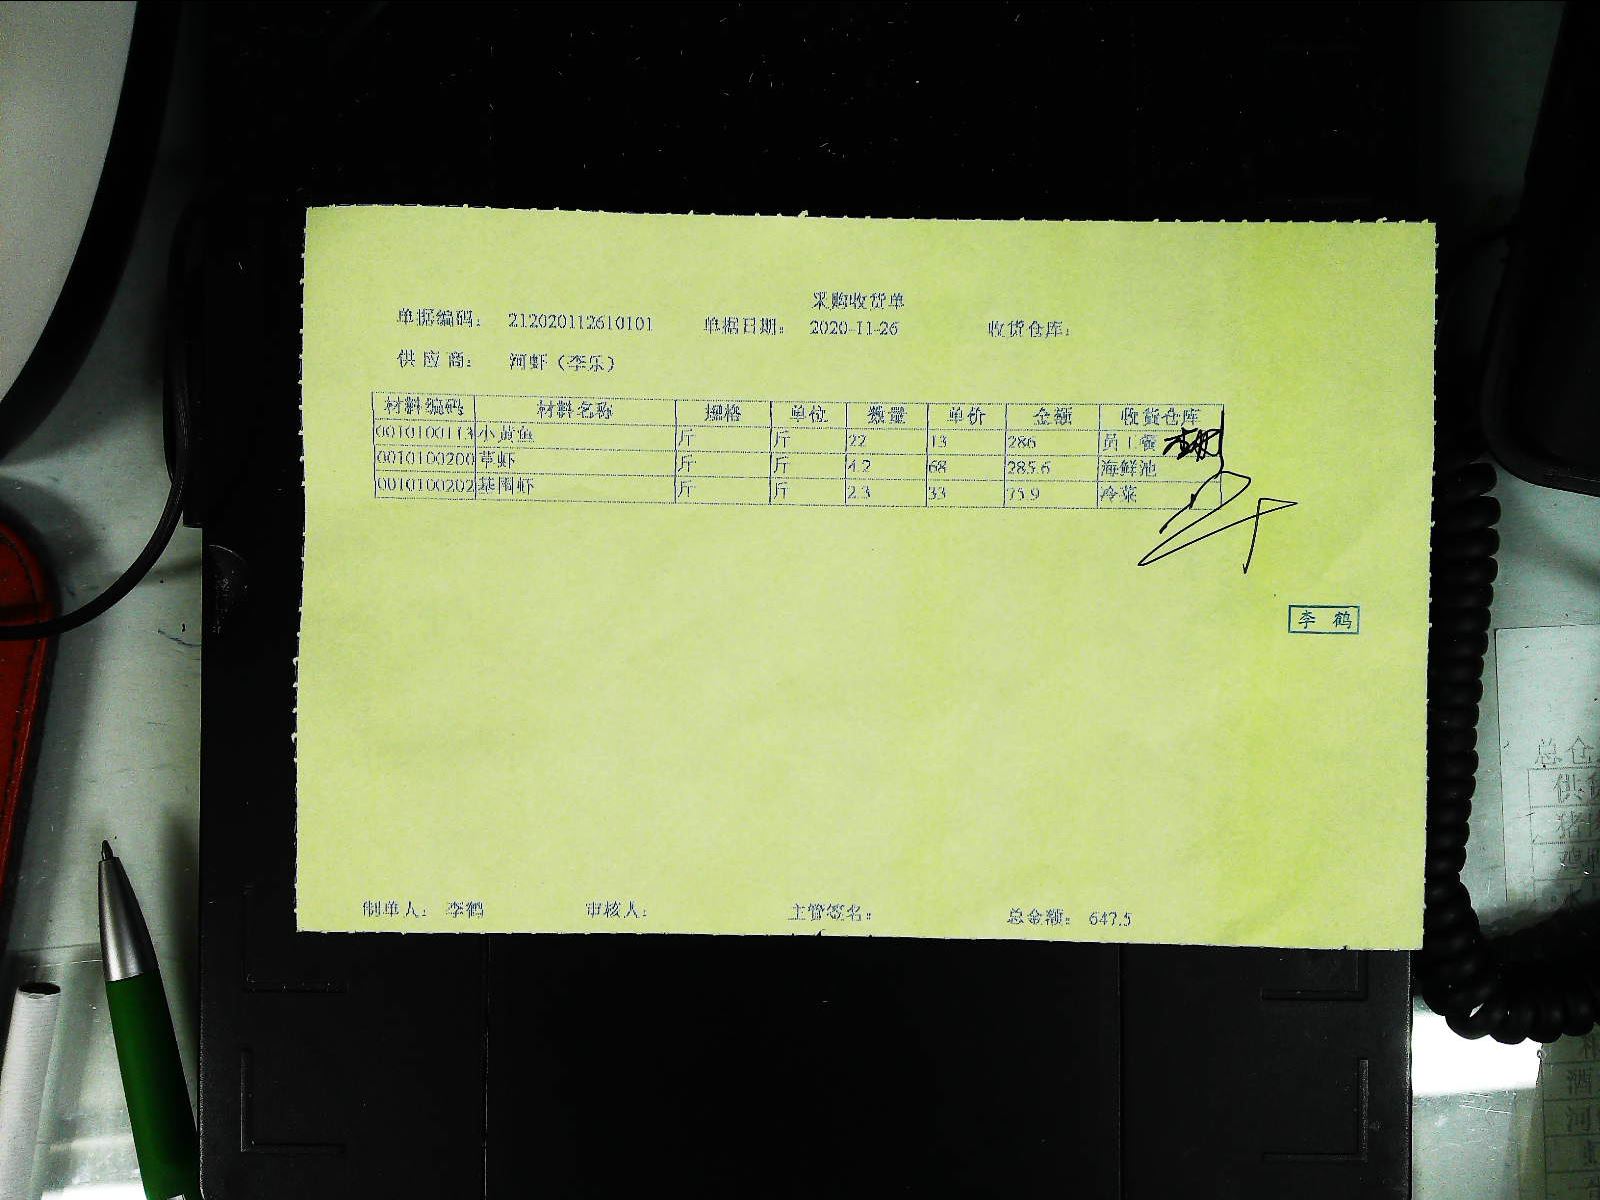 采购收货单
单据编码： 212020112610101 单据日期： 2020-11-26 收货仓库：
供应商： 河虾（李乐）
材料编码 材料名称 规格 单位 数量 单价 金额 收货仓库
0010100113 小黄鱼 斤 斤 22 13 286 员工餐
0010100200 草虾 斤 斤 4.2 68 285.6 海鲜池
0010100202 基围虾 斤 斤 2.3 33 75.9 冷菜
李鹤
制单人： 李鹤 审核人： 主管签名： 总金额： 647.5
总仓